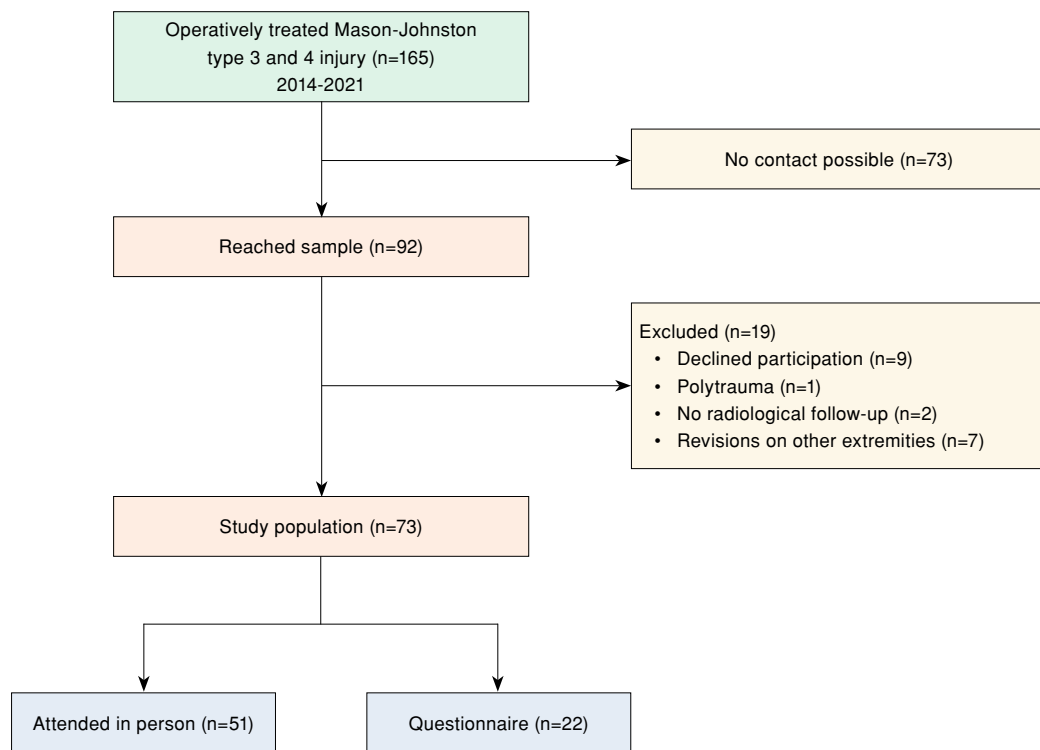 Operatively treated Mason-Johnston
type 3 and 4 injury (n=165)
2014-2021
No contact possible (n=73)
Reached sample (n=92)
Excluded (n=19)
• Declined participation (n=9)
• Polytrauma (n=1)
• No radiological follow-up (n=2)
• Revisions on other extremities (n=7)
Study population (n=73)
Attended in person (n=51)
Questionnaire (n=22)